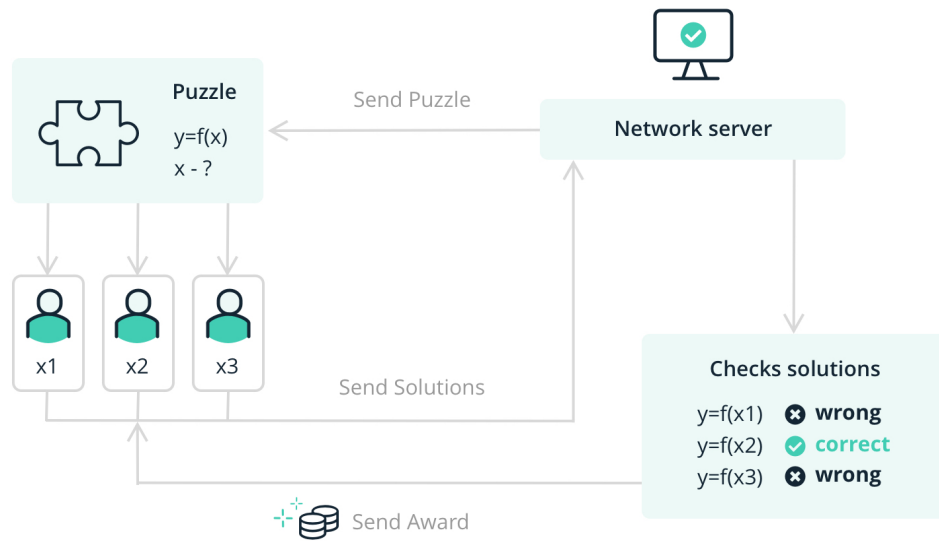 Puzzle
y=f(x)
x - ?
Send Puzzle
Network server
x1
x2
x3
Send Solutions
Checks solutions
y=f(x1) wrong
y=f(x2) correct
y=f(x3) wrong
Send Award